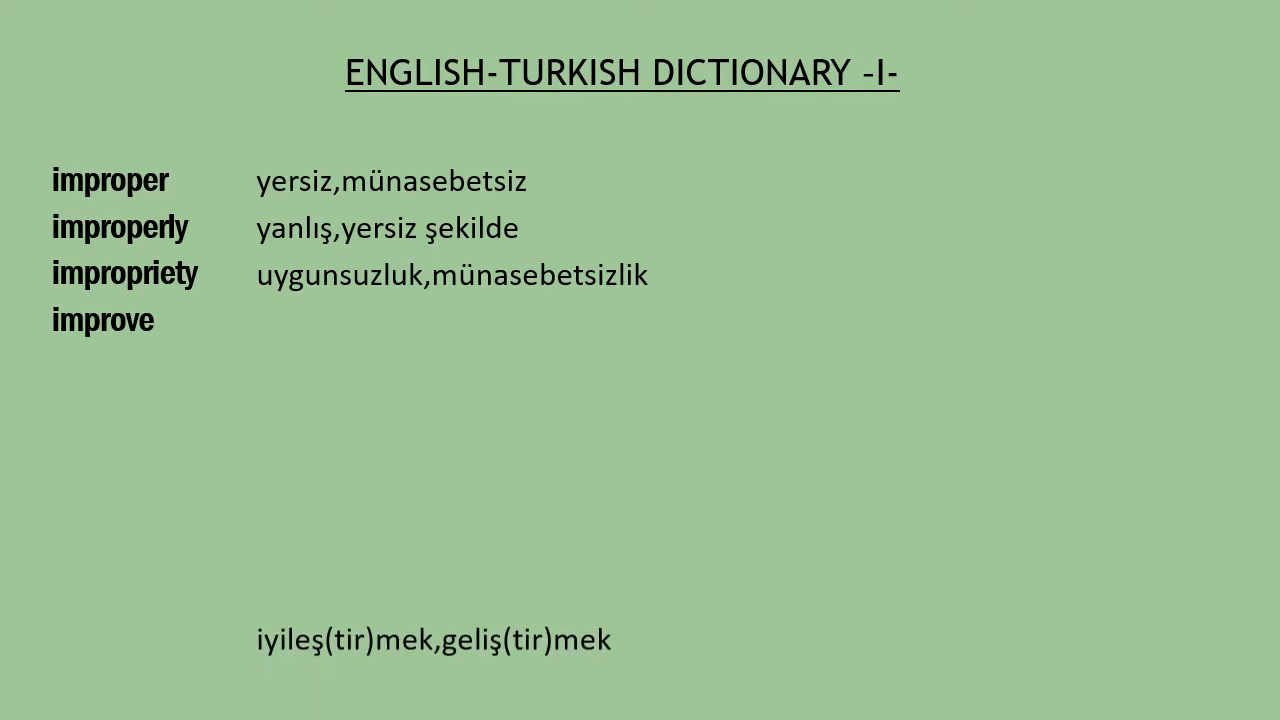 ENGLISH-TURKISH DICTIONARY –I-
improper yersiz,münasebetsiz
improperly yanlış,yersiz şekilde
impropriety uygunsuzluk,münasebetsizlik
improve
iyileş(tir)mek,geliş(tir)mek